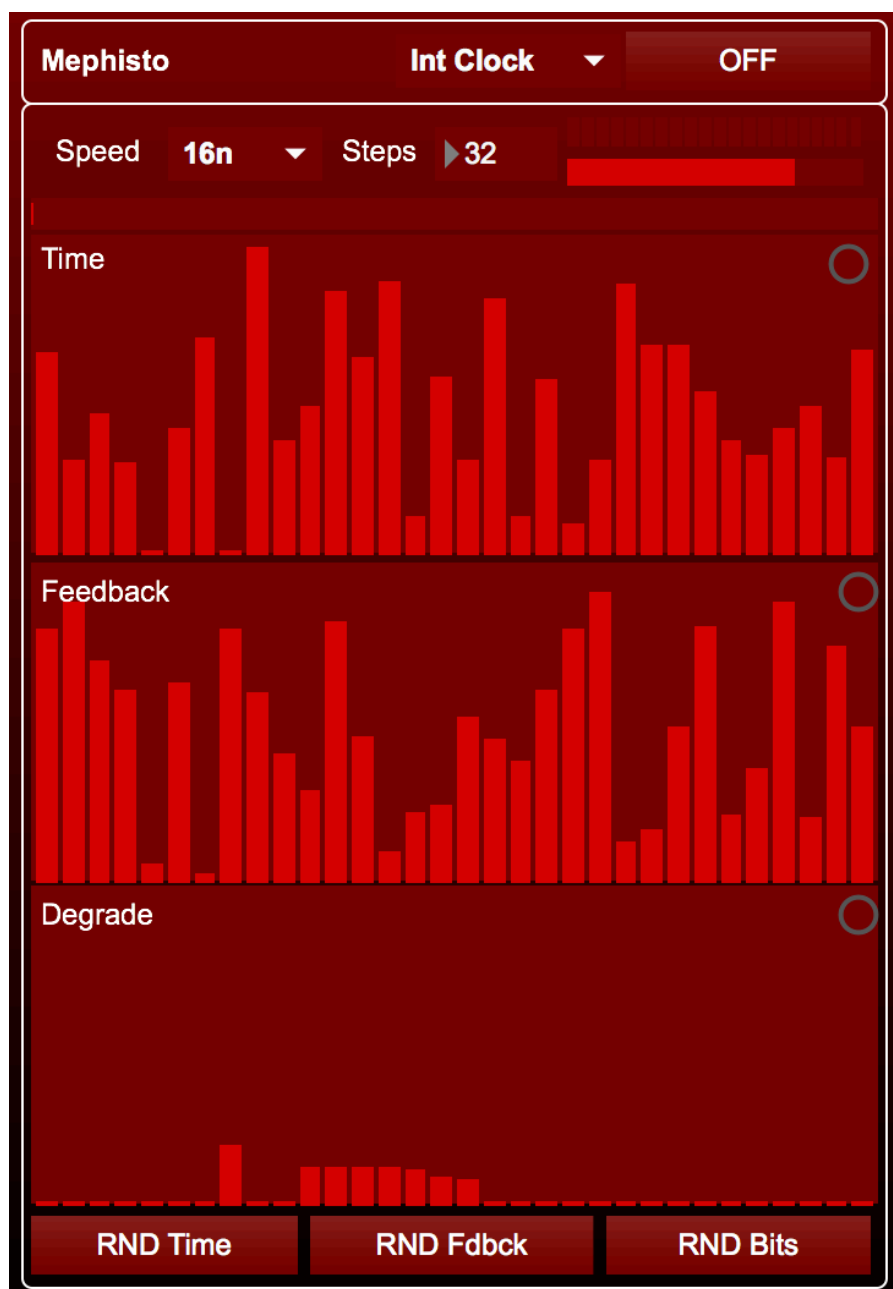 Mephisto Int Clock OFF
Speed 16n Steps 32
Time
Feedback
Degrade
RND Time RND Fdbck RND Bits